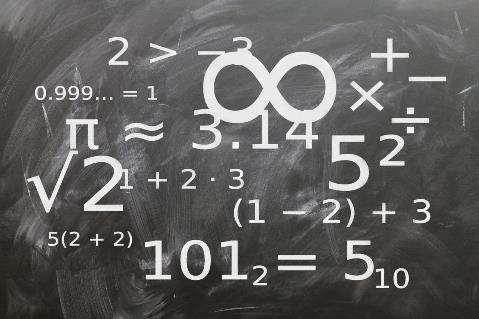 2 > −3
∞
+
−
×
÷
0.999... = 1
π ≈ 3.14
5²
√2
1 + 2 · 3
(1 − 2) + 3
5(2 + 2)
101₂ = 5₁₀